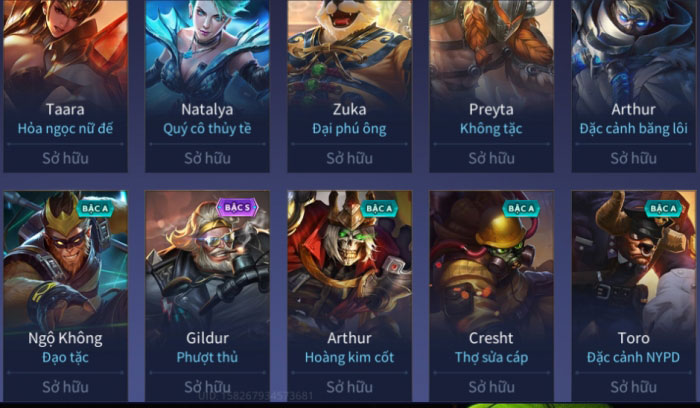 Taara Natalya Zuka Preyta Arthur
Hỏa ngọc nữ đế Quý cô thủy tề Đại phú ông Không tặc Đặc cảnh băng lôi
Sở hữu Sở hữu Sở hữu Sở hữu Sở hữu
BẬC A BẬC S BẬC A BẬC A BẬC A
Ngộ Không Gildur Arthur Cresht Toro
Đạo tặc Phượt thủ Hoàng kim cốt Thợ sửa cáp Đặc cảnh NYPD
Sở hữu Sở hữu Sở hữu Sở hữu Sở hữu
UID: 158267934573681